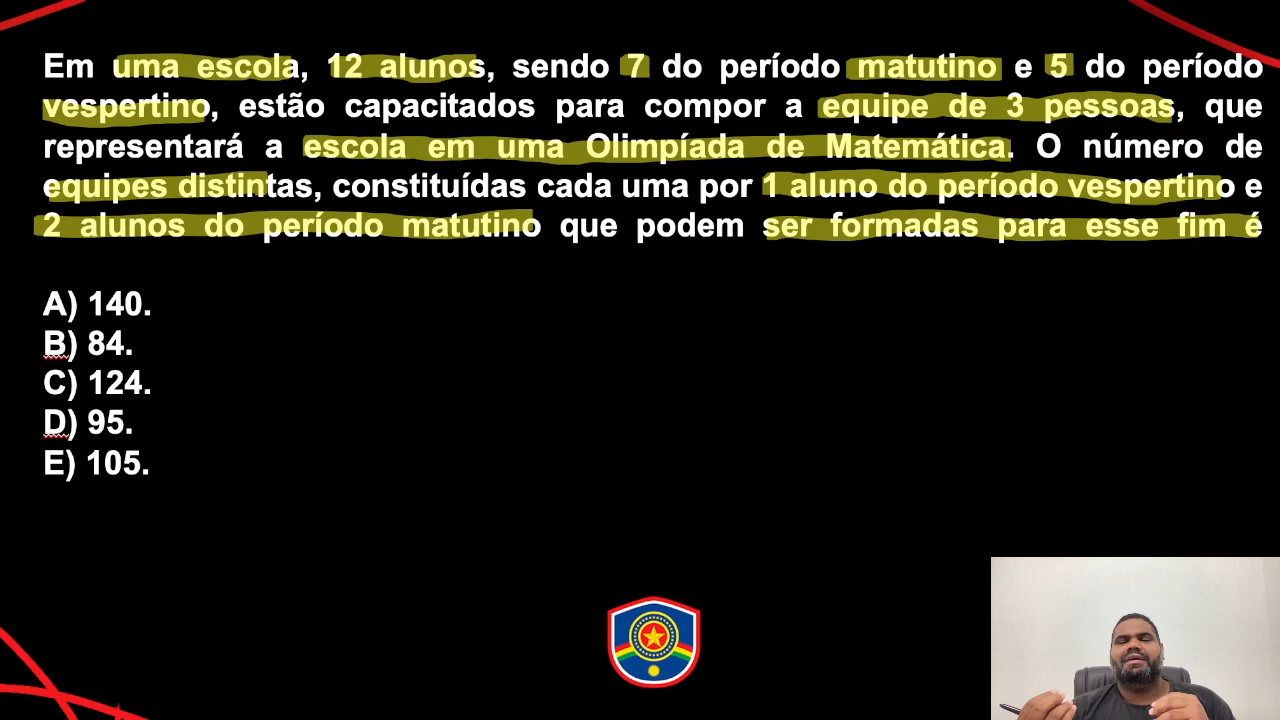 Em uma escola, 12 alunos, sendo 7 do período matutino e 5 do período
vespertino, estão capacitados para compor a equipe de 3 pessoas, que
representará a escola em uma Olimpíada de Matemática. O número de
equipes distintas, constituídas cada uma por 1 aluno do período vespertino e
2 alunos do período matutino que podem ser formadas para esse fim é
A) 140.
B) 84.
C) 124.
D) 95.
E) 105.